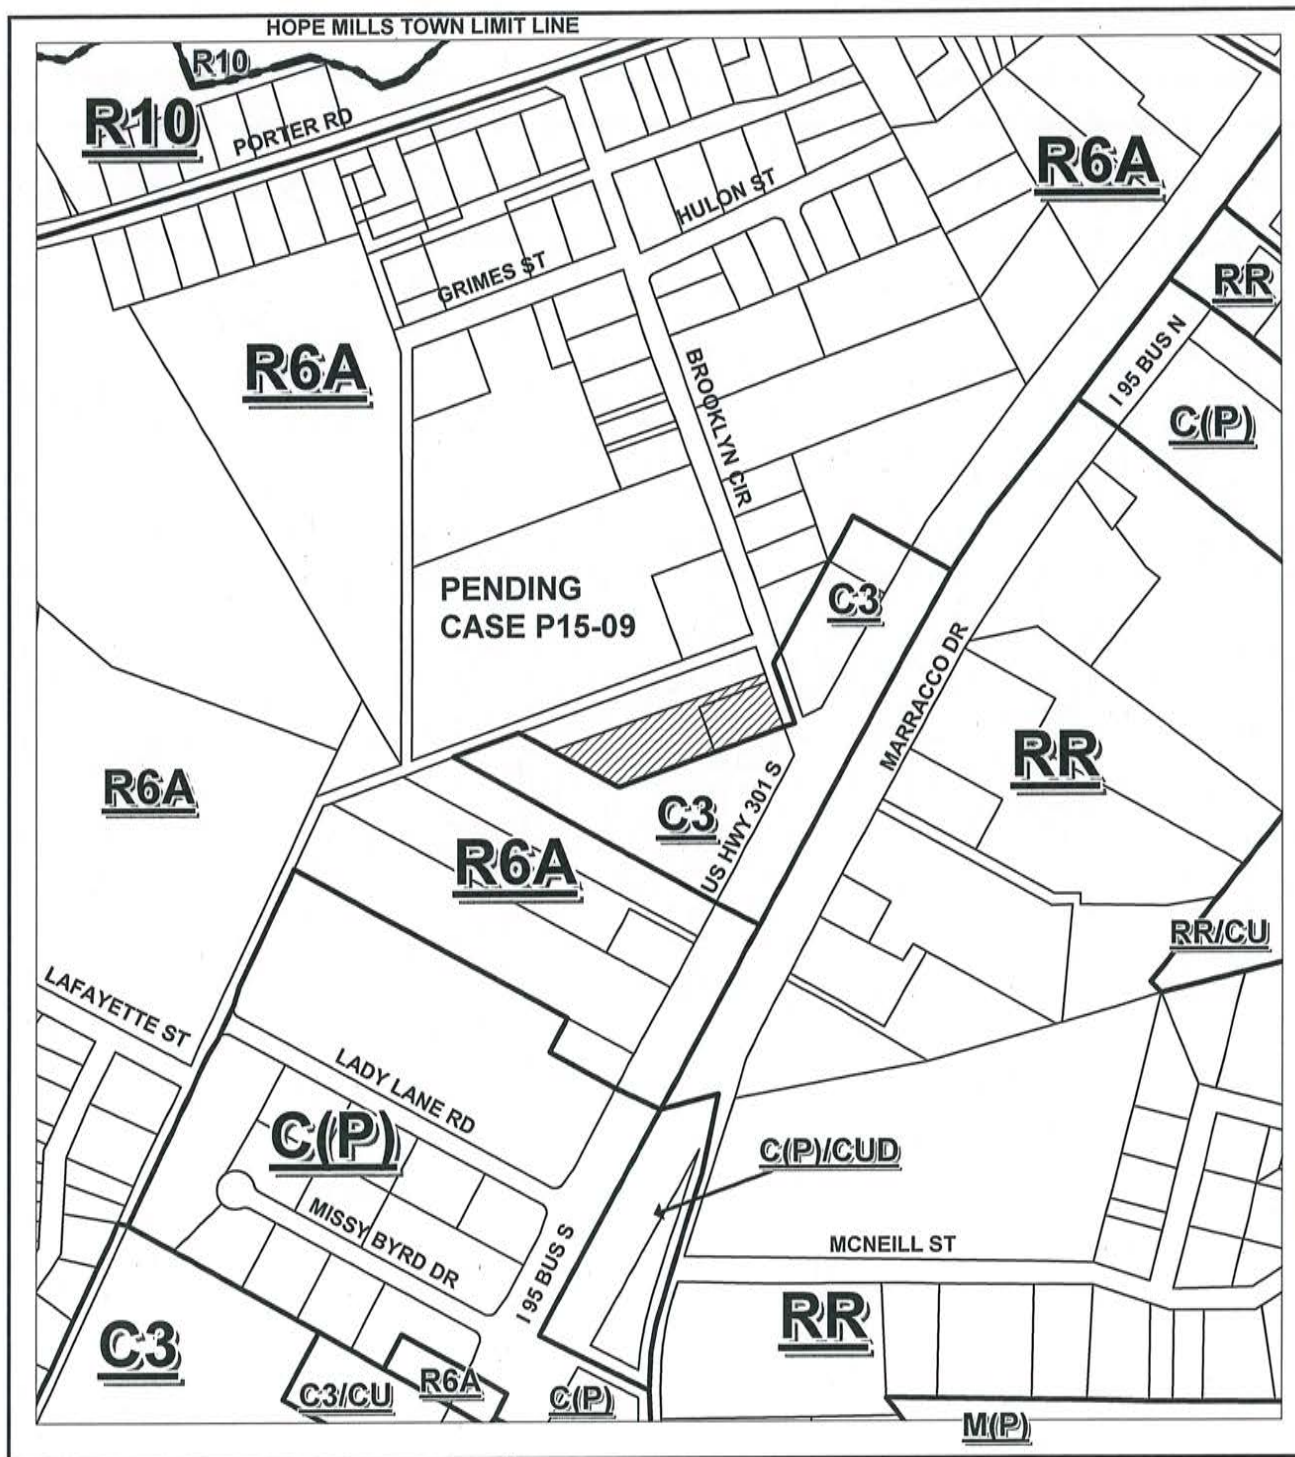 HOPE MILLS TOWN LIMIT LINE
R10
R10
PORTER RD
R6A
HULON ST
GRIMES ST
RR
R6A
I 95 BUS N
BROOKLYN CIR
C(P)
PENDING
CASE P15-09
C3
MARRACCO DR
RR
R6A
C3
US HWY 301 S
R6A
RR/CU
LAFAYETTE ST
LADY LANE RD
C(P)
C(P)/CUD
MISSY BYRD DR
I 95 BUS S
MCNEILL ST
RR
C3
C3/CU
R6A
C(P)
M(P)